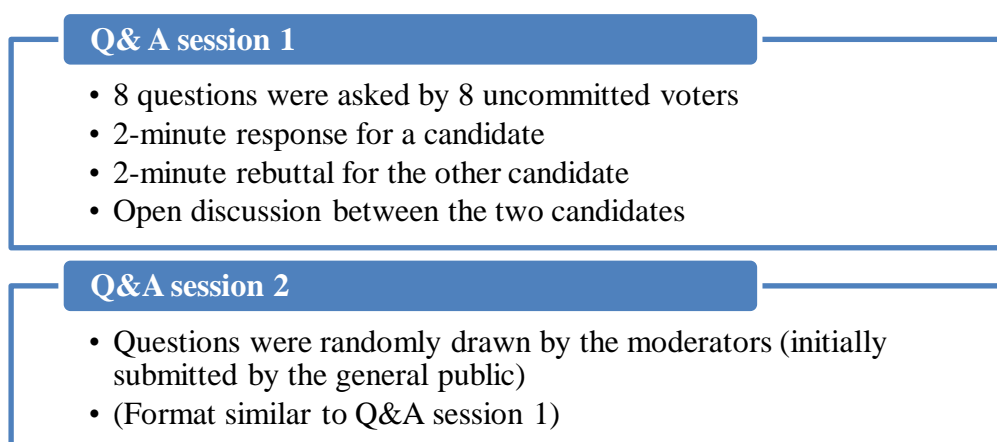 Q& A session 1
• 8 questions were asked by 8 uncommitted voters
• 2-minute response for a candidate
• 2-minute rebuttal for the other candidate
• Open discussion between the two candidates
Q&A session 2
• Questions were randomly drawn by the moderators (initially
submitted by the general public)
• (Format similar to Q&A session 1)